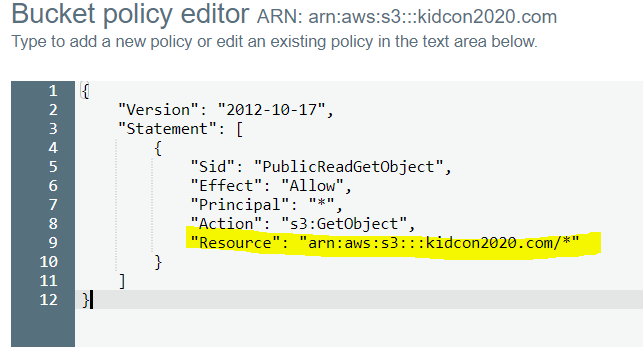 Bucket policy editor ARN: arn:aws:s3:::kidcon2020.com
Type to add a new policy or edit an existing policy in the text area below.
1 {
2 "Version": "2012-10-17",
3 "Statement": [
4 {
5 "Sid": "PublicReadGetObject",
6 "Effect": "Allow",
7 "Principal": "*",
8 "Action": "s3:GetObject",
9 "Resource": "arn:aws:s3:::kidcon2020.com/*"
10 }
11 ]
12 }